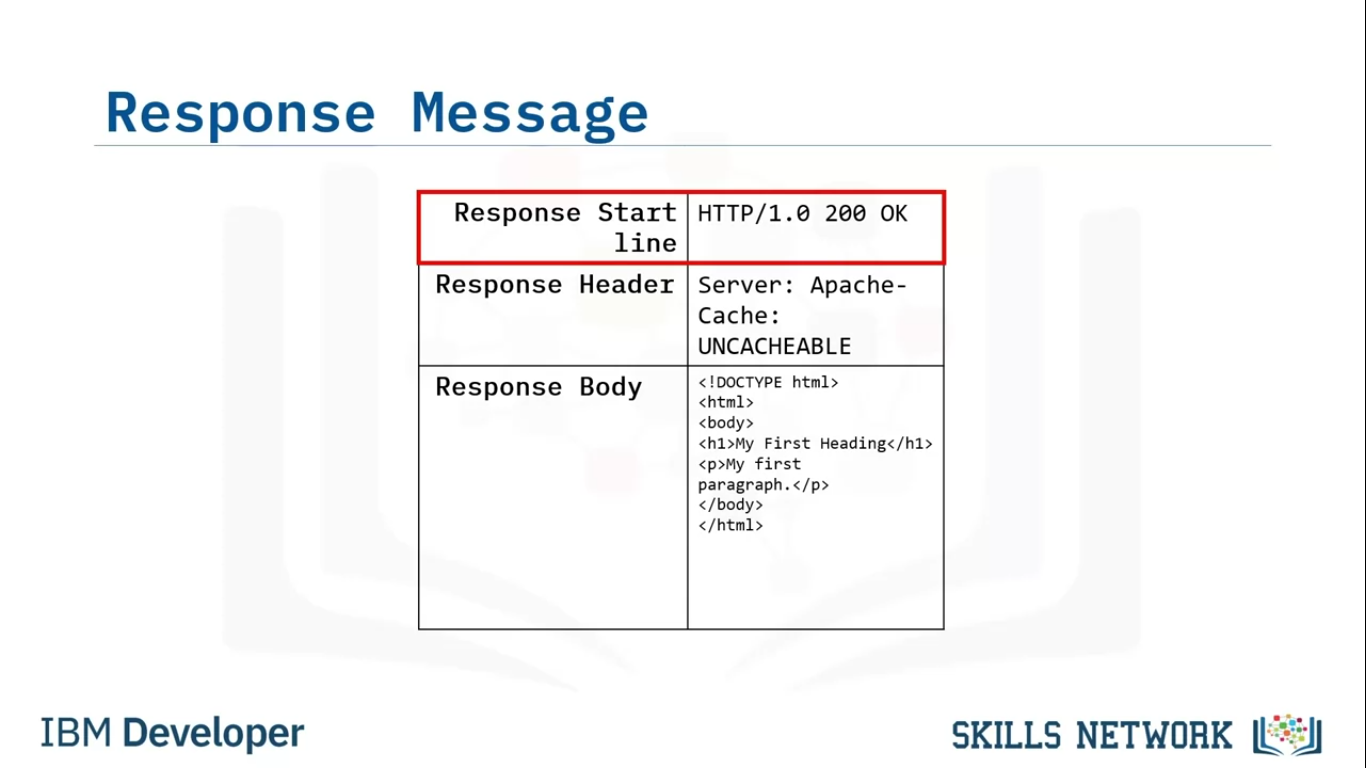 Response Message
Response Start
line
HTTP/1.0 200 OK
Response Header
Server: Apache-
Cache:
UNCACHEABLE
Response Body
<!DOCTYPE html>
<html>
<body>
<h1>My First Heading</h1>
<p>My first
paragraph.</p>
</body>
</html>
IBM Developer
SKILLS NETWORK